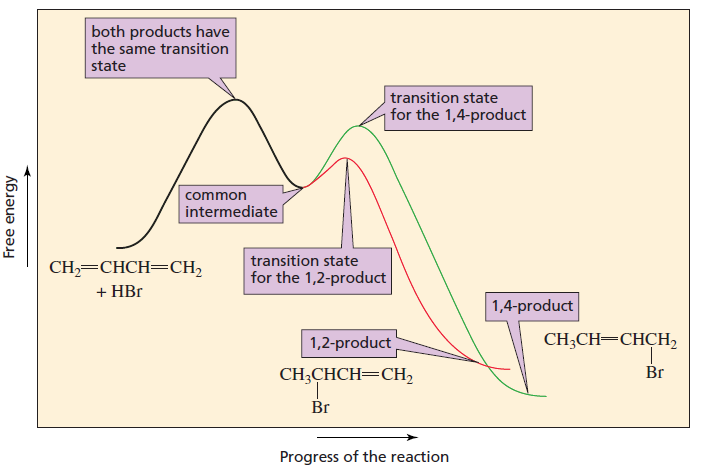 both products have
the same transition
state
transition state
for the 1,4-product
common
intermediate
Free energy
CH₂=CHCH=CH₂
+ HBr
transition state
for the 1,2-product
1,4-product
1,2-product
CH₃CH=CHCH₂
Br
CH₃CHCH=CH₂
Br
Progress of the reaction